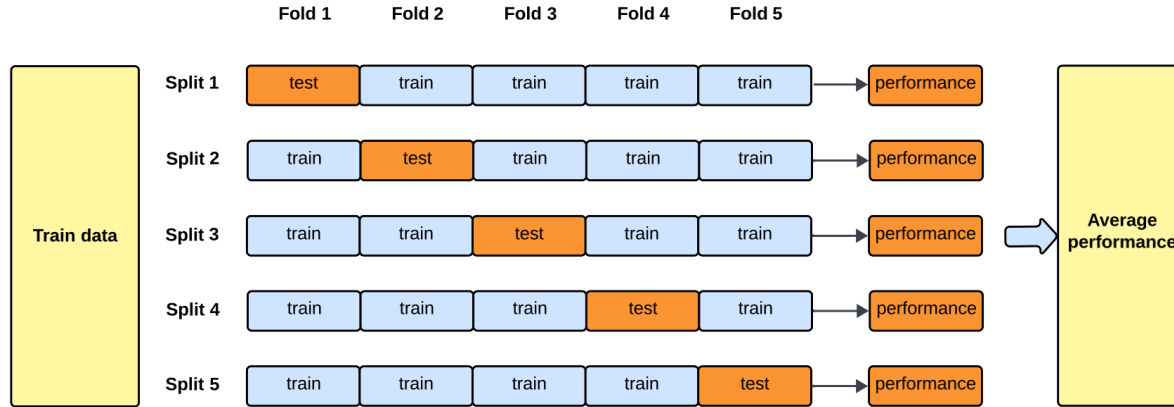 Fold 1 Fold 2 Fold 3 Fold 4 Fold 5
Split 1 test train train train train performance
Split 2 train test train train train performance
Train data
Split 3 train train test train train performance
Average
performance
Split 4 train train train test train performance
Split 5 train train train train test performance